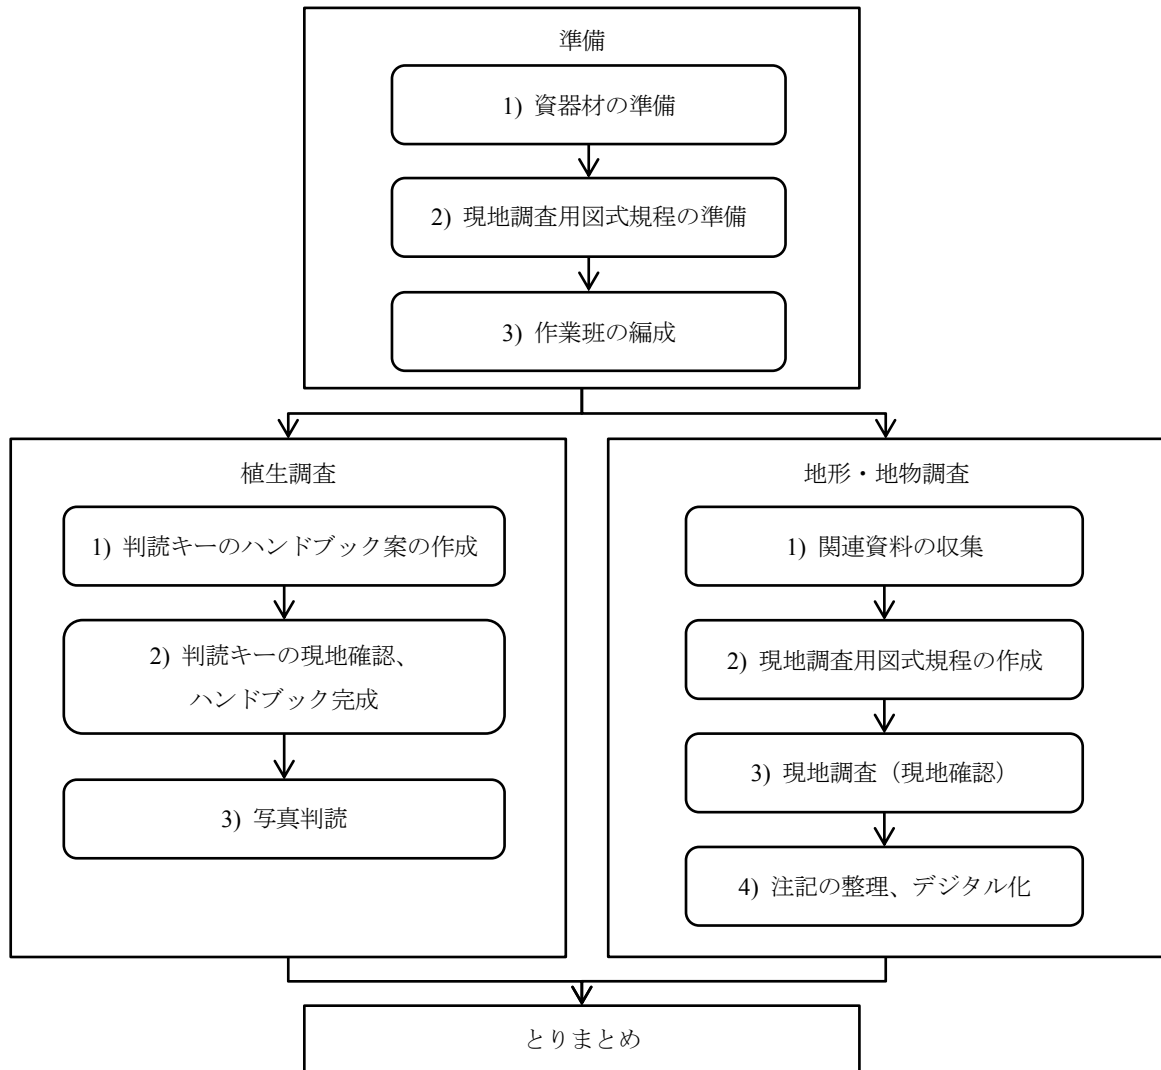 準備
1) 資器材の準備
2) 現地調査用図式規程の準備
3) 作業班の編成
植生調査
1) 判読キーのハンドブック案の作成
2) 判読キーの現地確認、
ハンドブック完成
3) 写真判読
地形・地物調査
1) 関連資料の収集
2) 現地調査用図式規程の作成
3) 現地調査（現地確認）
4) 注記の整理、デジタル化
とりまとめ